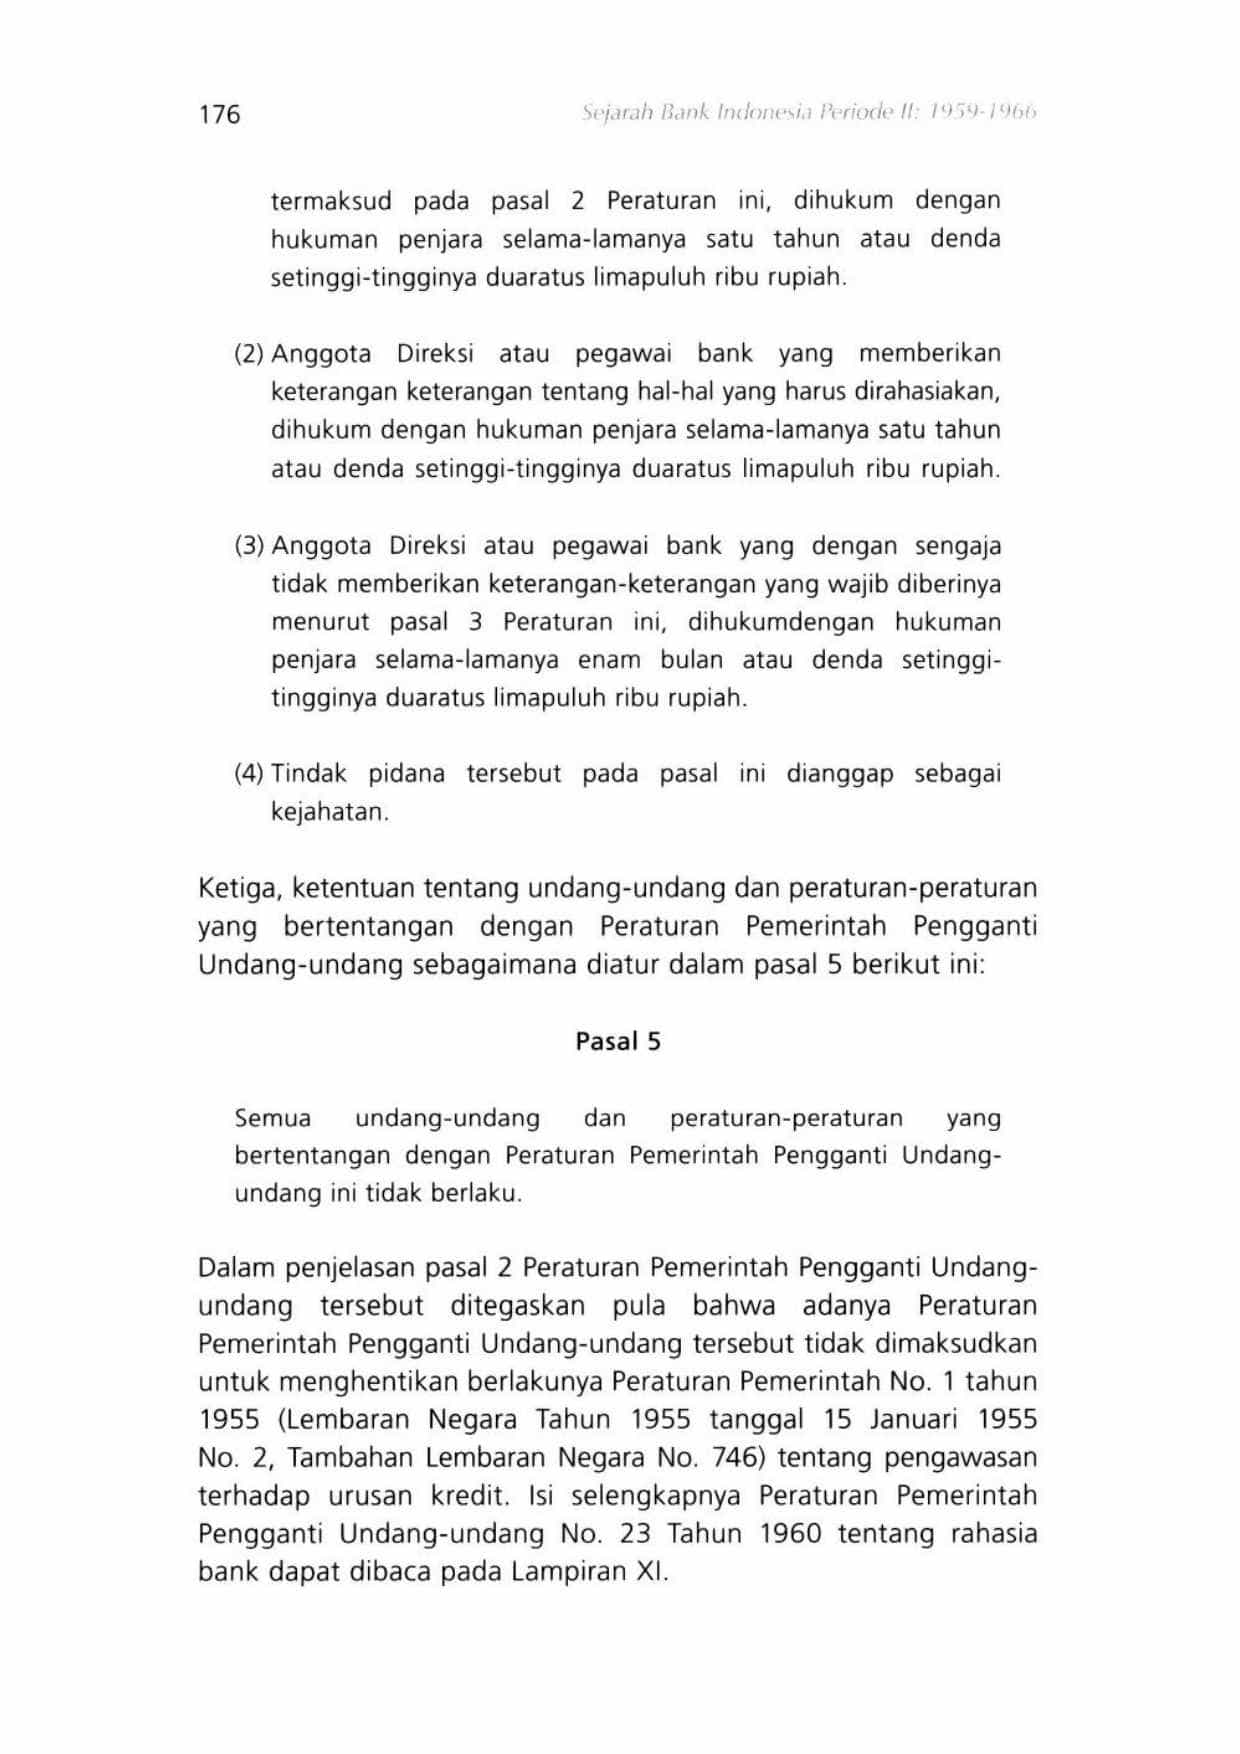 176
Sejarah Bank Indonesia Periode II: 1959-1966
termaksud pada pasal 2 Peraturan ini, dihukum dengan
hukuman penjara selama-lamanya satu tahun atau denda
setinggi-tingginya duaratus limapuluh ribu rupiah.
(2) Anggota Direksi atau pegawai bank yang memberikan
keterangan keterangan tentang hal-hal yang harus dirahasiakan,
dihukum dengan hukuman penjara selama-lamanya satu tahun
atau denda setinggi-tingginya duaratus limapuluh ribu rupiah.
(3) Anggota Direksi atau pegawai bank yang dengan sengaja
tidak memberikan keterangan-keterangan yang wajib diberinya
menurut pasal 3 Peraturan ini, dihukumdengan hukuman
penjara selama-lamanya enam bulan atau denda setinggi-
tingginya duaratus limapuluh ribu rupiah.
(4) Tindak pidana tersebut pada pasal ini dianggap sebagai
kejahatan.
Ketiga, ketentuan tentang undang-undang dan peraturan-peraturan
yang bertentangan dengan Peraturan Pemerintah Pengganti
Undang-undang sebagaimana diatur dalam pasal 5 berikut ini:
Pasal 5
Semua undang-undang dan peraturan-peraturan yang
bertentangan dengan Peraturan Pemerintah Pengganti Undang-
undang ini tidak berlaku.
Dalam penjelasan pasal 2 Peraturan Pemerintah Pengganti Undang-
undang tersebut ditegaskan pula bahwa adanya Peraturan
Pemerintah Pengganti Undang-undang tersebut tidak dimaksudkan
untuk menghentikan berlakunya Peraturan Pemerintah No. 1 tahun
1955 (Lembaran Negara Tahun 1955 tanggal 15 Januari 1955
No. 2, Tambahan Lembaran Negara No. 746) tentang pengawasan
terhadap urusan kredit. Isi selengkapnya Peraturan Pemerintah
Pengganti Undang-undang No. 23 Tahun 1960 tentang rahasia
bank dapat dibaca pada Lampiran XI.